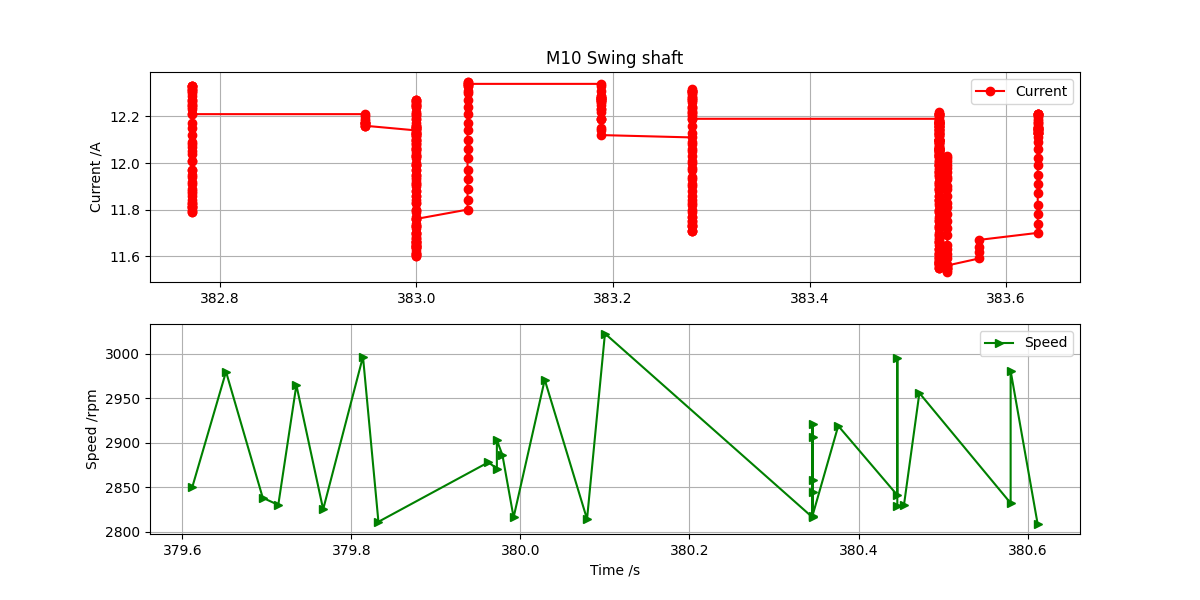 M10 Swing shaft
Current /A
12.2
12.0
11.8
11.6
Current
382.8 383.0 383.2 383.4 383.6
Speed /rpm
3000
2950
2900
2850
2800
Speed
379.6 379.8 380.0 380.2 380.4 380.6
Time /s